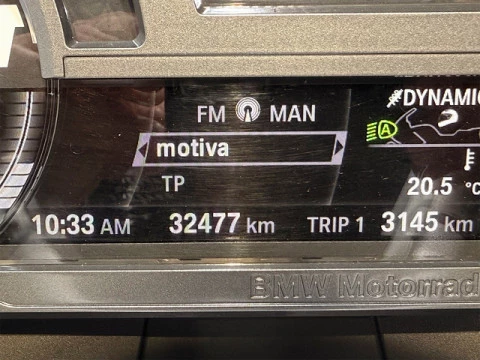 FM MAN
DYNAMIC
motiva
A
TP
20.5 °C
10:33 AM 32477 km TRIP 1 3145 km
BMW Motorrad